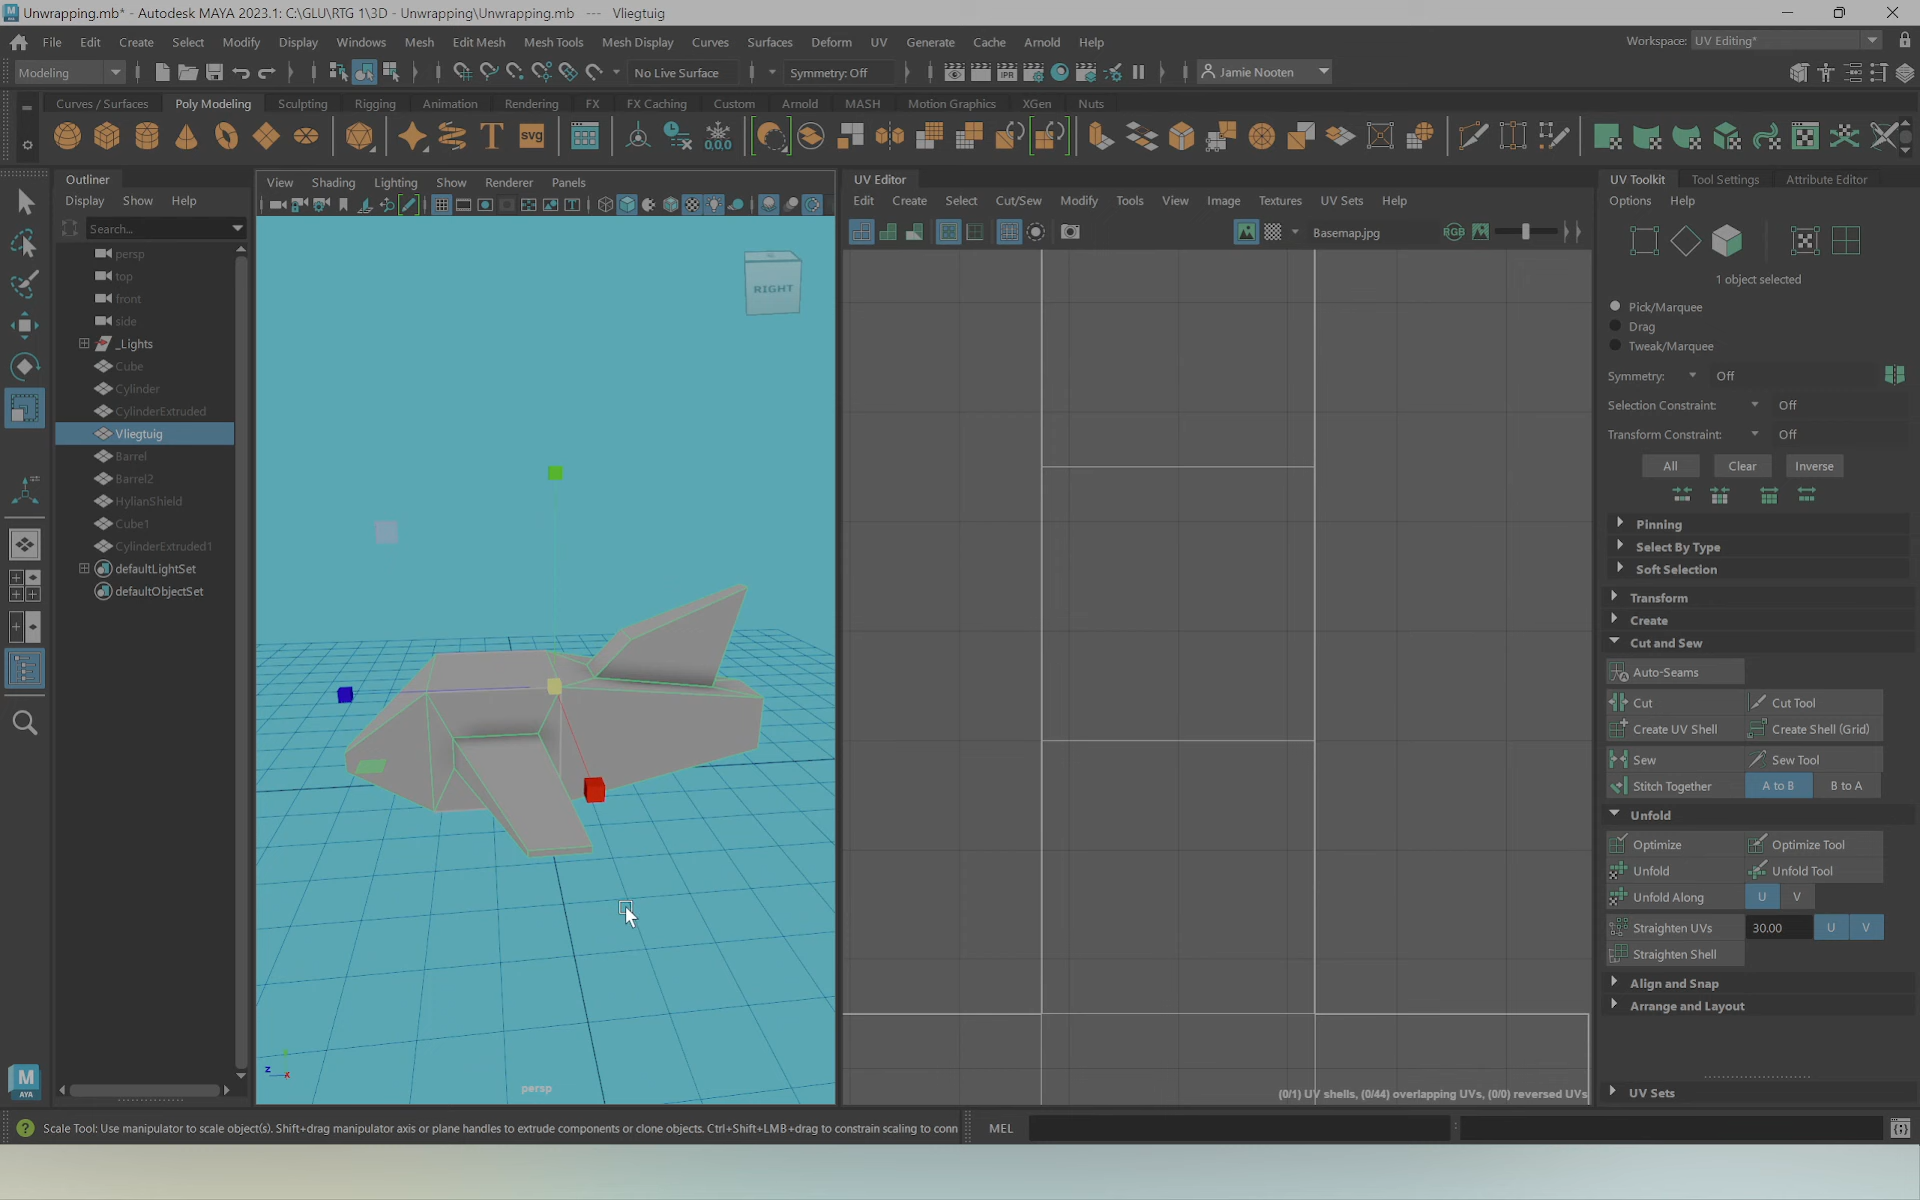 Unwrapping.mb* - Autodesk MAYA 2023.1: C:\GLU\RTG 1\3D - Unwrapping\Unwrapping.mb --- Vliegtuig
File Edit Create Select Modify Display Windows Mesh Edit Mesh Mesh Tools Mesh Display Curves Surfaces Deform UV Generate Cache Arnold Help
Workspace: UV Editing*
Modeling
No Live Surface
Symmetry: Off
IPR
Jamie Nooten
Curves / Surfaces Poly Modeling Sculpting Rigging Animation Rendering FX FX Caching Custom Arnold MASH Motion Graphics XGen Nuts
T svg 0,0,0
Outliner
Display Show Help
Search...
persp
top
front
side
_Lights
Cube
Cylinder
CylinderExtruded
Vliegtuig
Barrel
Barrel2
HylianShield
Cube1
CylinderExtruded1
defaultLightSet
defaultObjectSet
M
AYA
View Shading Lighting Show Renderer Panels
RIGHT
z x
persp
UV Editor
Edit Create Select Cut/Sew Modify Tools View Image Textures UV Sets Help
Basemap.jpg
RGB
(0/1) UV shells, (0/44) overlapping UVs, (0/0) reversed UVs
UV Toolkit Tool Settings Attribute Editor
Options Help
1 object selected
Pick/Marquee
Drag
Tweak/Marquee
Symmetry: Off
Selection Constraint: Off
Transform Constraint: Off
All Clear Inverse
Pinning
Select By Type
Soft Selection
Transform
Create
Cut and Sew
Auto-Seams
Cut Cut Tool
Create UV Shell Create Shell (Grid)
Sew Sew Tool
Stitch Together A to B B to A
Unfold
Optimize Optimize Tool
Unfold Unfold Tool
Unfold Along U V
Straighten UVs 30.00 U V
Straighten Shell
Align and Snap
Arrange and Layout
UV Sets
Scale Tool: Use manipulator to scale object(s). Shift+drag manipulator axis or plane handles to extrude components or clone objects. Ctrl+Shift+LMB+drag to constrain scaling to conn
MEL